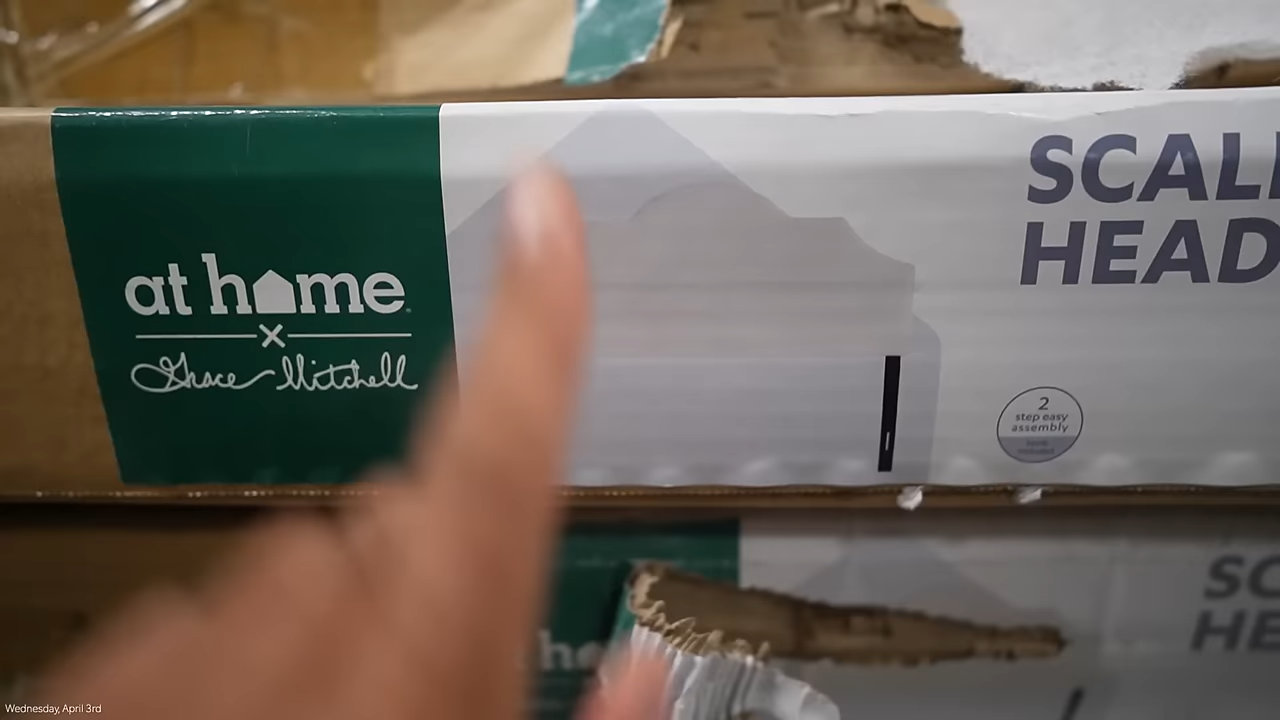 at home
x
Grace Mitchell
SCAL
HEAD
2
step easy
assembly
SC
HE
Wednesday, April 3rd